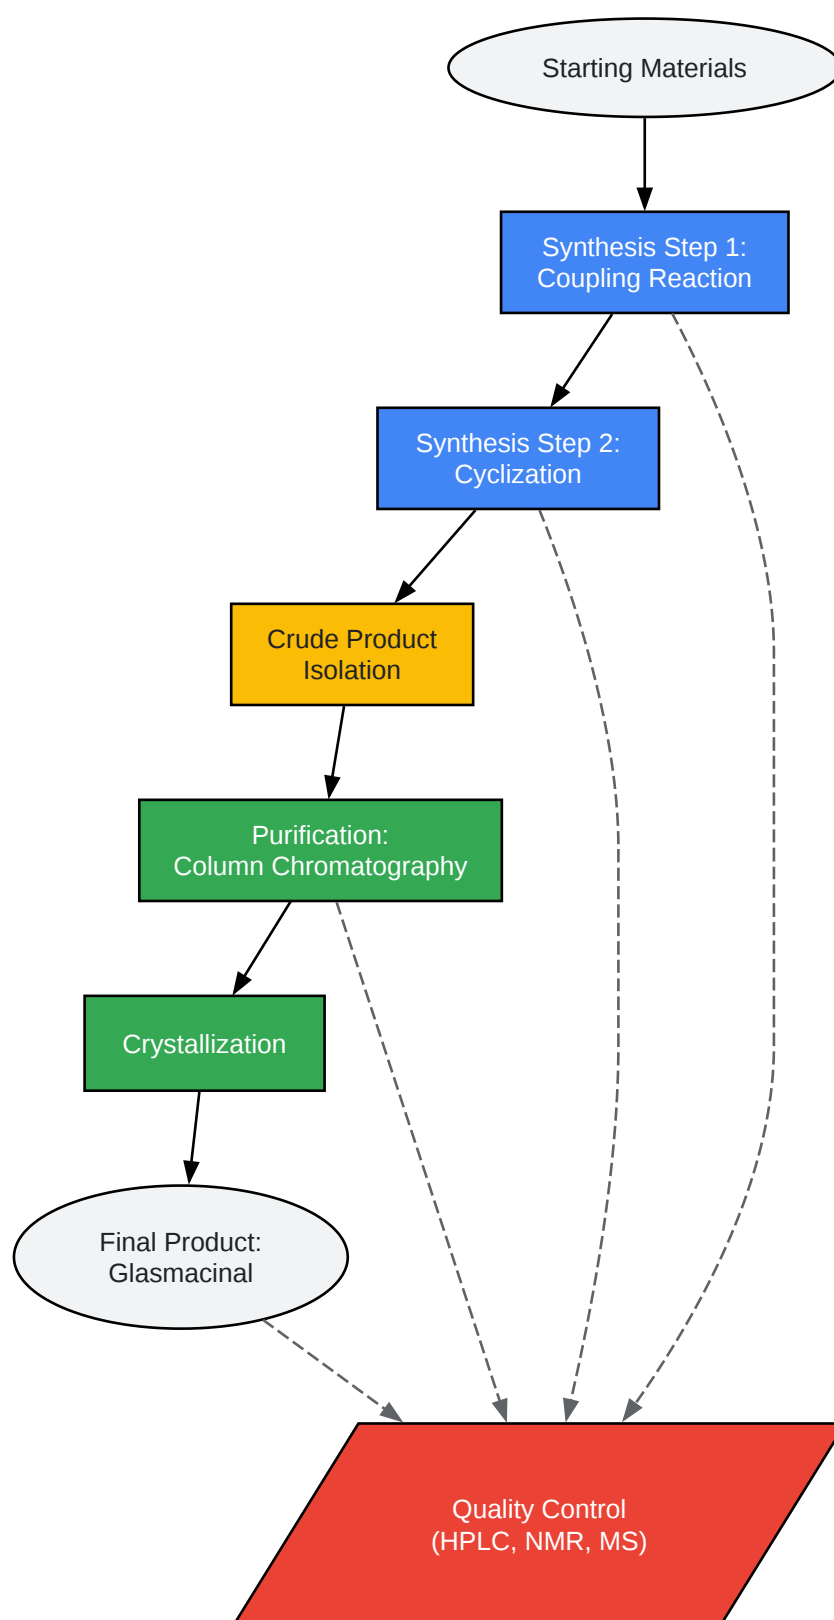 Starting Materials
Synthesis Step 1:
Coupling Reaction
Synthesis Step 2:
Cyclization
Crude Product
Isolation
Purification:
Column Chromatography
Crystallization
Final Product:
Glasmacinal
Quality Control
(HPLC, NMR, MS)